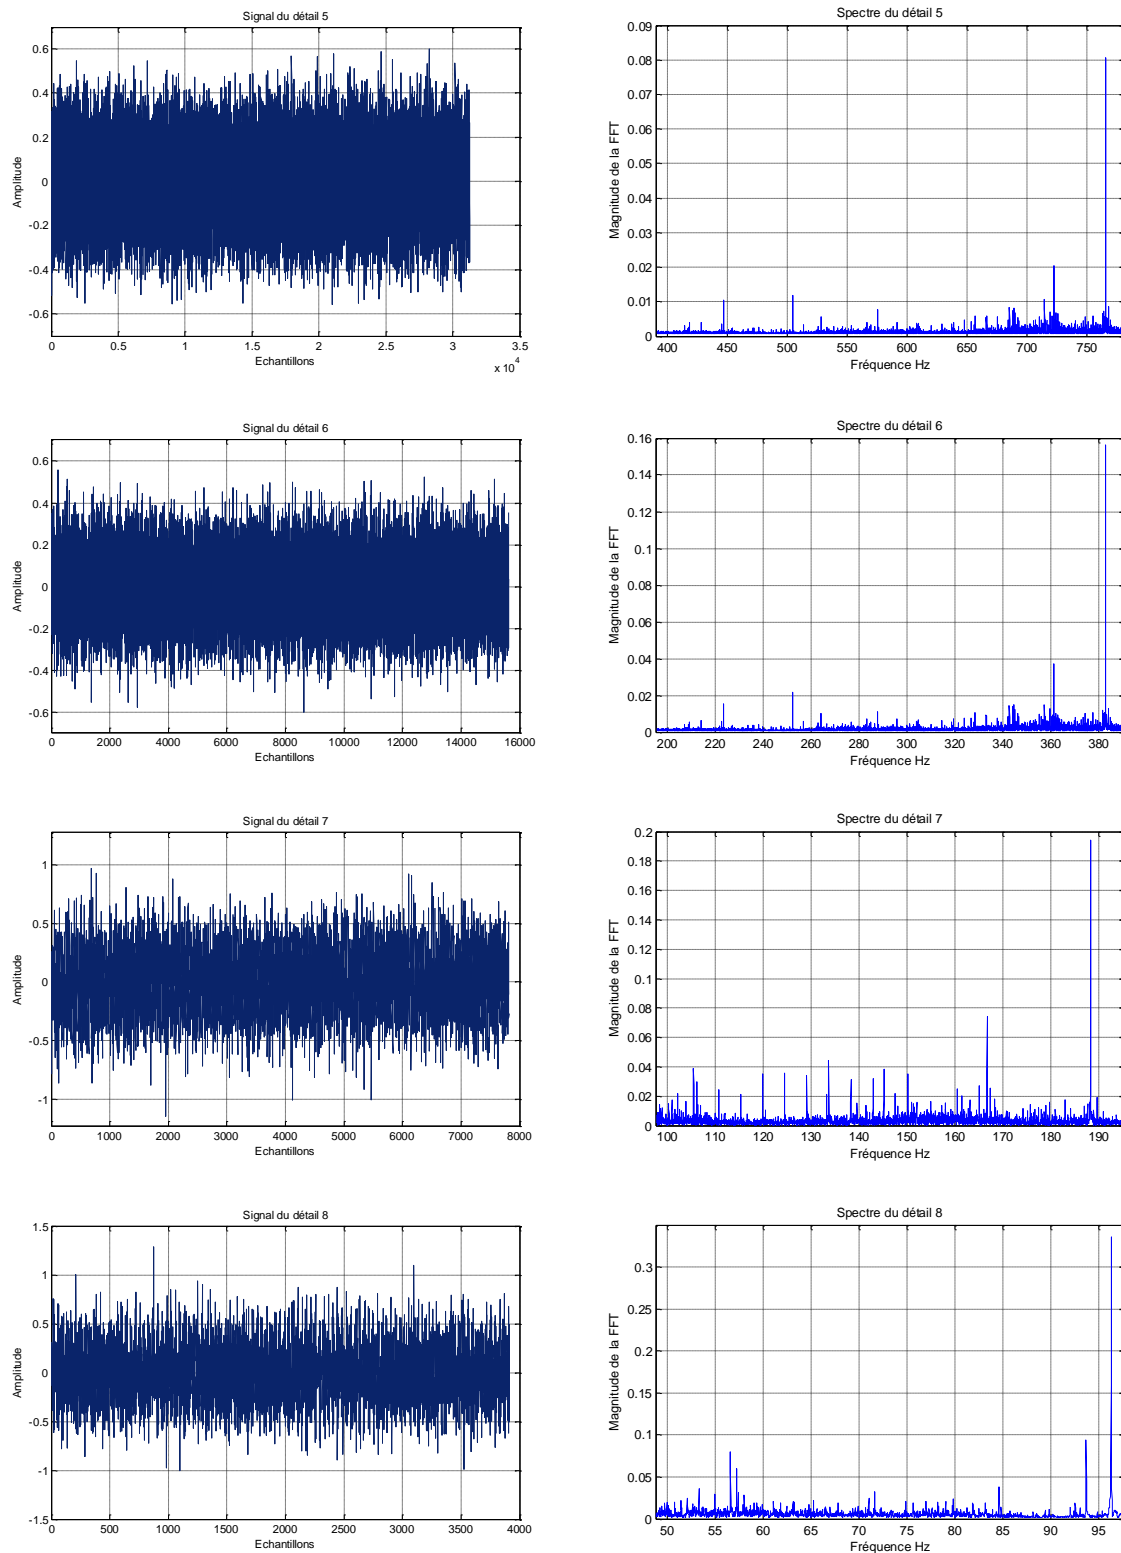 Signal du détail 5
0.6
0.4
0.2
0
-0.2
-0.4
-0.6
Amplitude
0 0.5 1 1.5 2 2.5 3 3.5
x 10^4
Echantillons
Spectre du détail 5
0.09
0.08
0.07
0.06
0.05
0.04
0.03
0.02
0.01
0
Magnitude de la FFT
400 450 500 550 600 650 700 750
Fréquence Hz
Signal du détail 6
0.6
0.4
0.2
0
-0.2
-0.4
-0.6
Amplitude
0 2000 4000 6000 8000 10000 12000 14000 16000
Echantillons
Spectre du détail 6
0.16
0.14
0.12
0.1
0.08
0.06
0.04
0.02
0
Magnitude de la FFT
200 220 240 260 280 300 320 340 360 380
Fréquence Hz
Signal du détail 7
1
0.5
0
-0.5
-1
Amplitude
0 1000 2000 3000 4000 5000 6000 7000 8000
Echantillons
Spectre du détail 7
0.2
0.18
0.16
0.14
0.12
0.1
0.08
0.06
0.04
0.02
0
Magnitude de la FFT
100 110 120 130 140 150 160 170 180 190
Fréquence Hz
Signal du détail 8
1.5
1
0.5
0
-0.5
-1
-1.5
Amplitude
0 500 1000 1500 2000 2500 3000 3500 4000
Echantillons
Spectre du détail 8
0.3
0.25
0.2
0.15
0.1
0.05
0
Magnitude de la FFT
50 55 60 65 70 75 80 85 90 95
Fréquence Hz